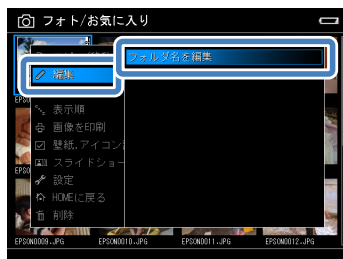 フォト/お気に入り
フォルダ名を編集
編集
表示順
画像を印刷
壁紙.アイコン
スライドショー
設定
HOMEに戻る
削除
EPSON0009.JPG EPSON0010.JPG EPSON0011.JPG EPSON0012.JPG